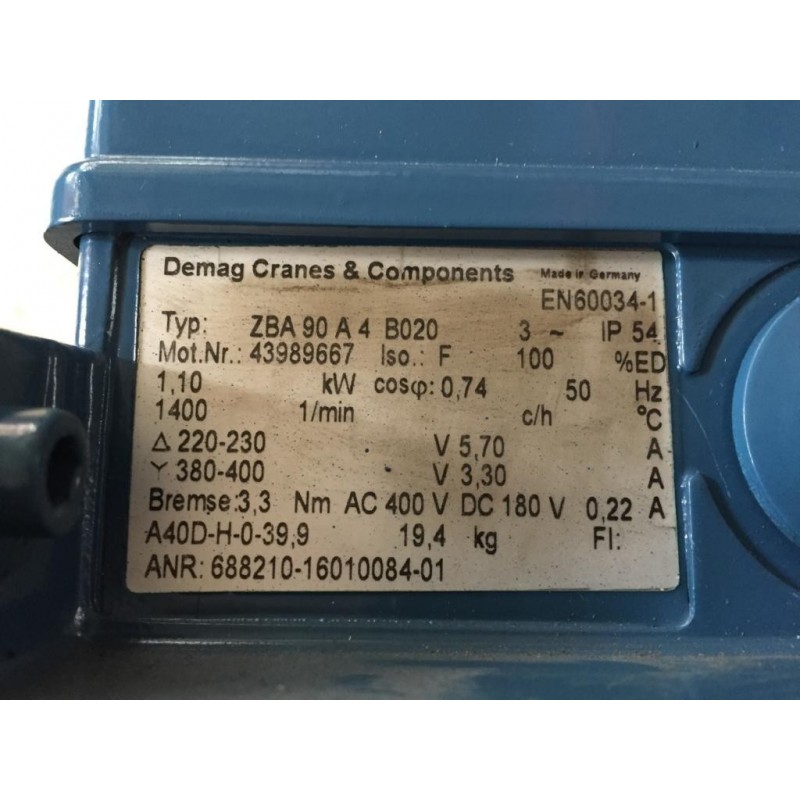 Demag Cranes & Components Made in Germany
EN60034-1
Typ: ZBA 90 A 4 B020 3 ~ IP 54
Mot.Nr.: 43989667 Iso.: F 100 %ED
1,10 kW cosφ: 0,74 50 Hz
1400 1/min c/h °C
△ 220-230 V 5,70 A
Y 380-400 V 3,30 A
Bremse:3,3 Nm AC 400 V DC 180 V 0,22 A
A40D-H-0-39,9 19,4 kg FI:
ANR: 688210-16010084-01